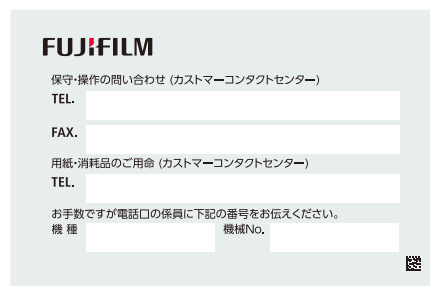 FUJIFILM
保守・操作の問い合わせ (カストマーコンタクトセンター)
TEL.
FAX.
用紙・消耗品のご用命 (カストマーコンタクトセンター)
TEL.
お手数ですが電話口の係員に下記の番号をお伝えください。
機 種 機械No.